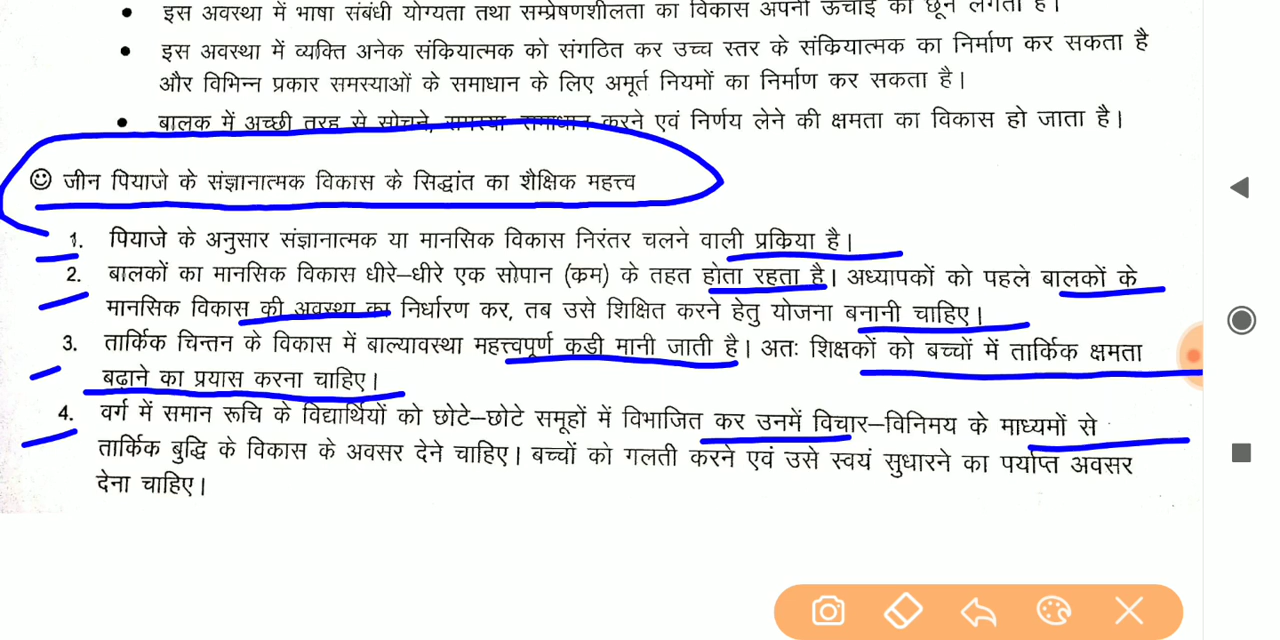 इस अवस्था में भाषा संबंधी योग्यता तथा सम्प्रेषणशीलता का विकास अपनी ऊंचाई को छूने लगता है।
इस अवस्था में व्यक्ति अनेक संकियात्मक को संगठित कर उच्च स्तर के संकियात्मक का निर्माण कर सकता है
और विभिन्न प्रकार समस्याओं के समाधान के लिए अमूर्त नियमों का निर्माण कर सकता है।
बालक में अच्छी तरह से सोचने, समस्या समाधान करने एवं निर्णय लेने की क्षमता का विकास हो जाता है।
जीन पियाजे के संज्ञानात्मक विकास के सिद्धांत का शैक्षिक महत्त्व
1. पियाजे के अनुसार संज्ञानात्मक या मानसिक विकास निरंतर चलने वाली प्रकिया है।
2. बालकों का मानसिक विकास धीरे–धीरे एक सोपान (कम) के तहत होता रहता है। अध्यापकों को पहले बालकों के
मानसिक विकास की अवस्था का निर्धारण कर, तब उसे शिक्षित करने हेतु योजना बनानी चाहिए।
3. तार्किक चिन्तन के विकास में बाल्यावस्था महत्त्वपूर्ण कडी मानी जाती है। अतः शिक्षकों को बच्चों में तार्किक क्षमता
बढ़ाने का प्रयास करना चाहिए।
4. वर्ग में समान रूचि के विद्यार्थियों को छोटे–छोटे समूहों में विभाजित कर उनमें विचार–विनिमय के माध्यमों से
तार्किक बुद्धि के विकास के अवसर देने चाहिए। बच्चों को गलती करने एवं उसे स्वयं सुधारने का पर्याप्त अवसर
देना चाहिए।